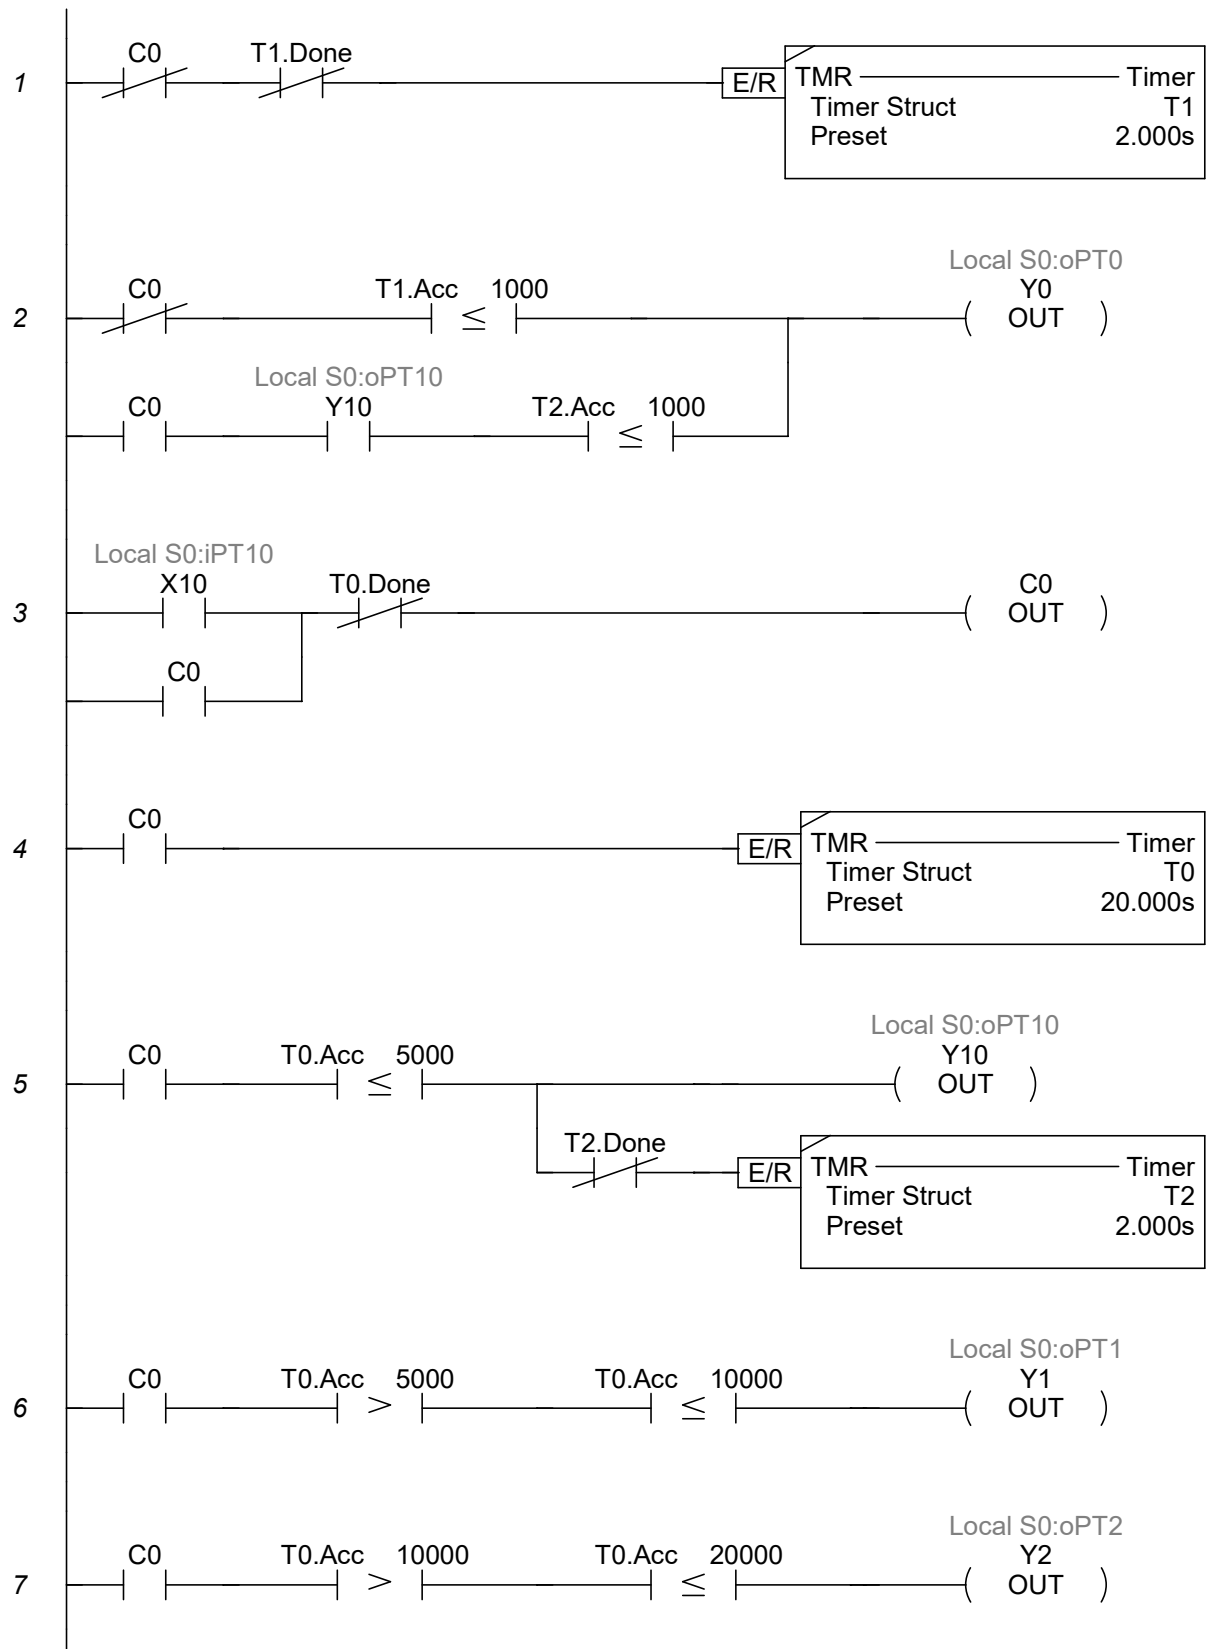 C0 T1.Done
1 E/R TMR Timer
Timer Struct T1
Preset 2.000s
Local S0:oPT0
C0 T1.Acc 1000 Y0
2 ≤ ( OUT )
Local S0:oPT10
C0 Y10 T2.Acc 1000
≤
Local S0:iPT10
X10 T0.Done C0
3 ( OUT )
C0
C0
4 E/R TMR Timer
Timer Struct T0
Preset 20.000s
Local S0:oPT10
C0 T0.Acc 5000 Y10
5 ≤ ( OUT )
T2.Done
E/R TMR Timer
Timer Struct T2
Preset 2.000s
Local S0:oPT1
C0 T0.Acc 5000 T0.Acc 10000 Y1
6 > ≤ ( OUT )
Local S0:oPT2
C0 T0.Acc 10000 T0.Acc 20000 Y2
7 > ≤ ( OUT )